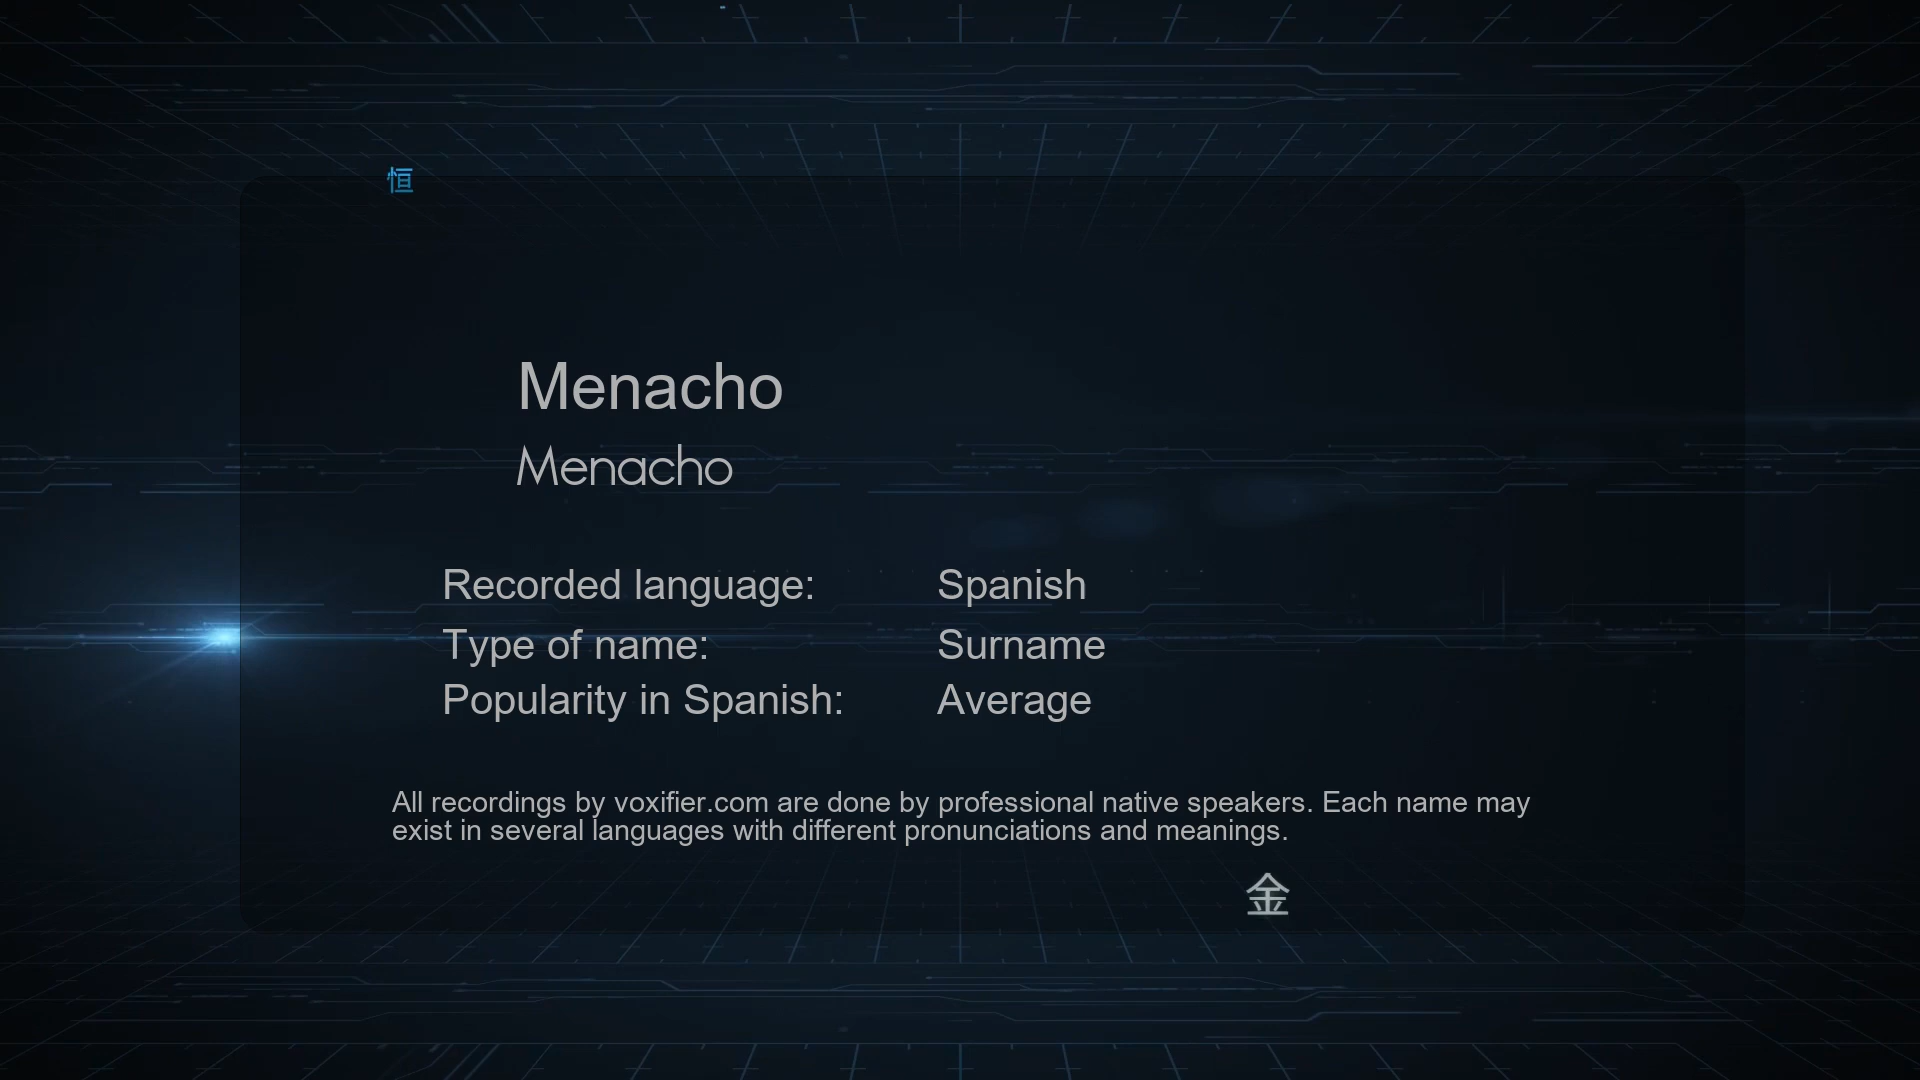 恒
Menacho
Menacho
Recorded language: Spanish
Type of name: Surname
Popularity in Spanish: Average
All recordings by voxifier.com are done by professional native speakers. Each name may
exist in several languages with different pronunciations and meanings.
金